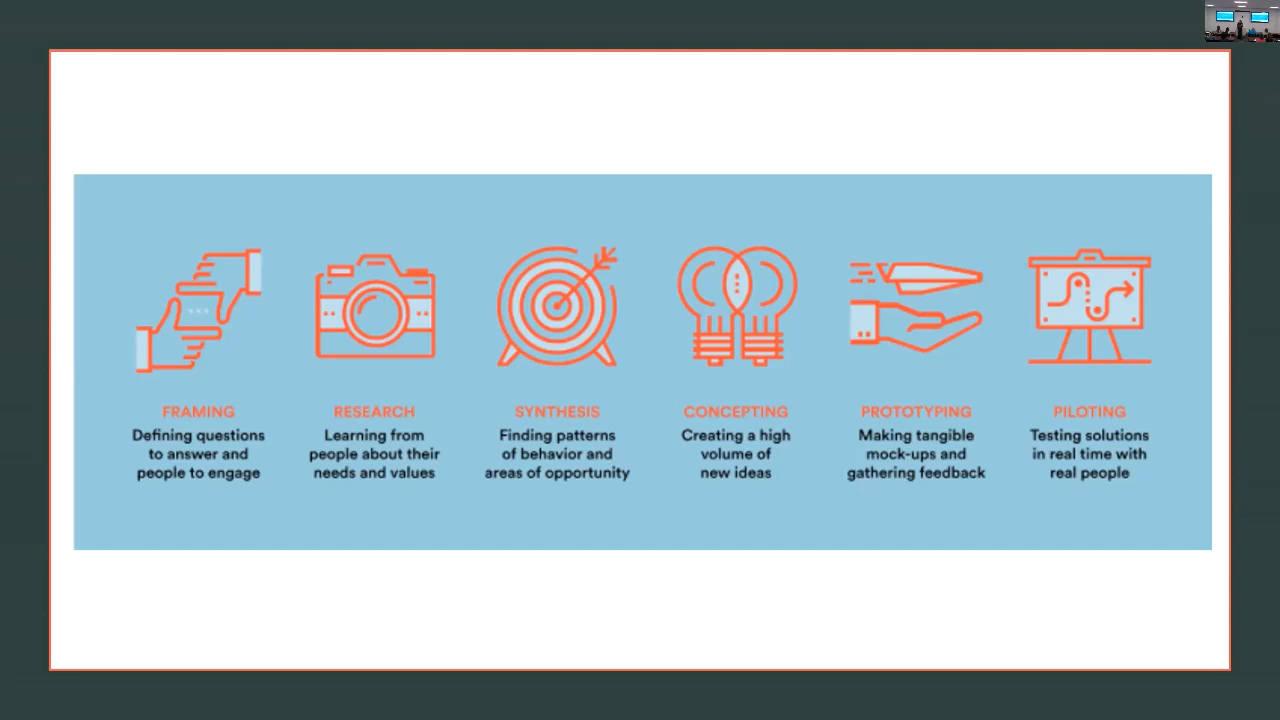 FRAMING
Defining questions
to answer and
people to engage
RESEARCH
Learning from
people about their
needs and values
SYNTHESIS
Finding patterns
of behavior and
areas of opportunity
CONCEPTING
Creating a high
volume of
new ideas
PROTOTYPING
Making tangible
mock-ups and
gathering feedback
PILOTING
Testing solutions
in real time with
real people